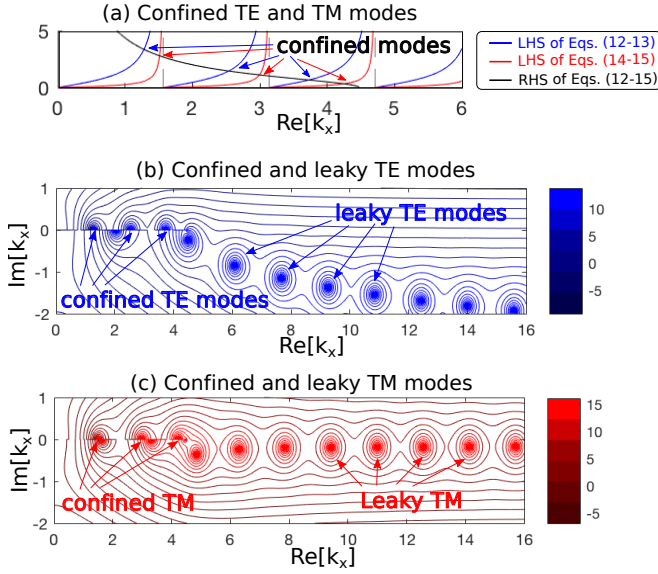 (a) Confined TE and TM modes
5
0
confined modes
0
1
2
3
4
5
6
Re[kₓ]
LHS of Eqs. (12-13)
LHS of Eqs. (14-15)
RHS of Eqs. (12-15)
(b) Confined and leaky TE modes
Im[kₓ]
1
0
-1
-2
leaky TE modes
confined TE modes
0
2
4
6
8
10
12
14
16
Re[kₓ]
10
5
0
-5
(c) Confined and leaky TM modes
Im[kₓ]
1
0
-1
-2
confined TM
Leaky TM
0
2
4
6
8
10
12
14
16
Re[kₓ]
15
10
5
0
-5